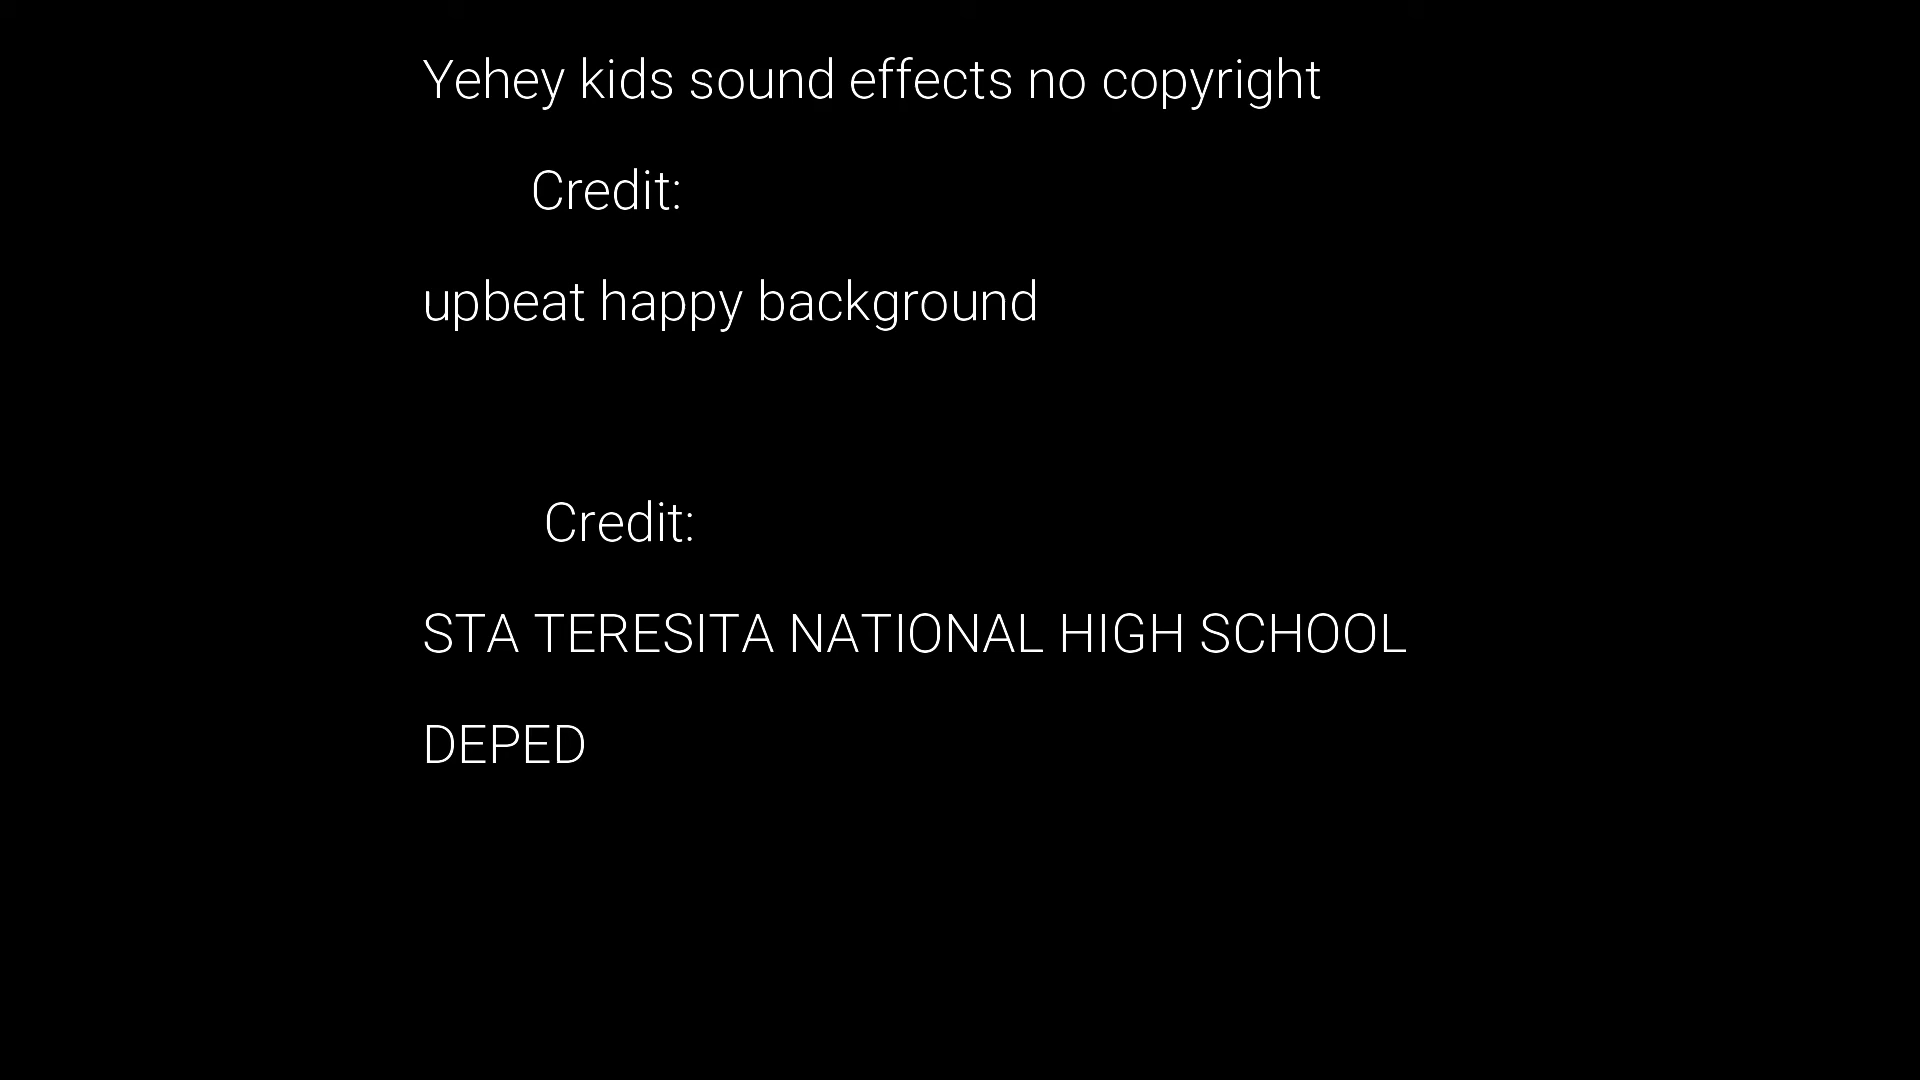 Yehey kids sound effects no copyright
Credit:
upbeat happy background
Credit:
STA TERESITA NATIONAL HIGH SCHOOL
DEPED